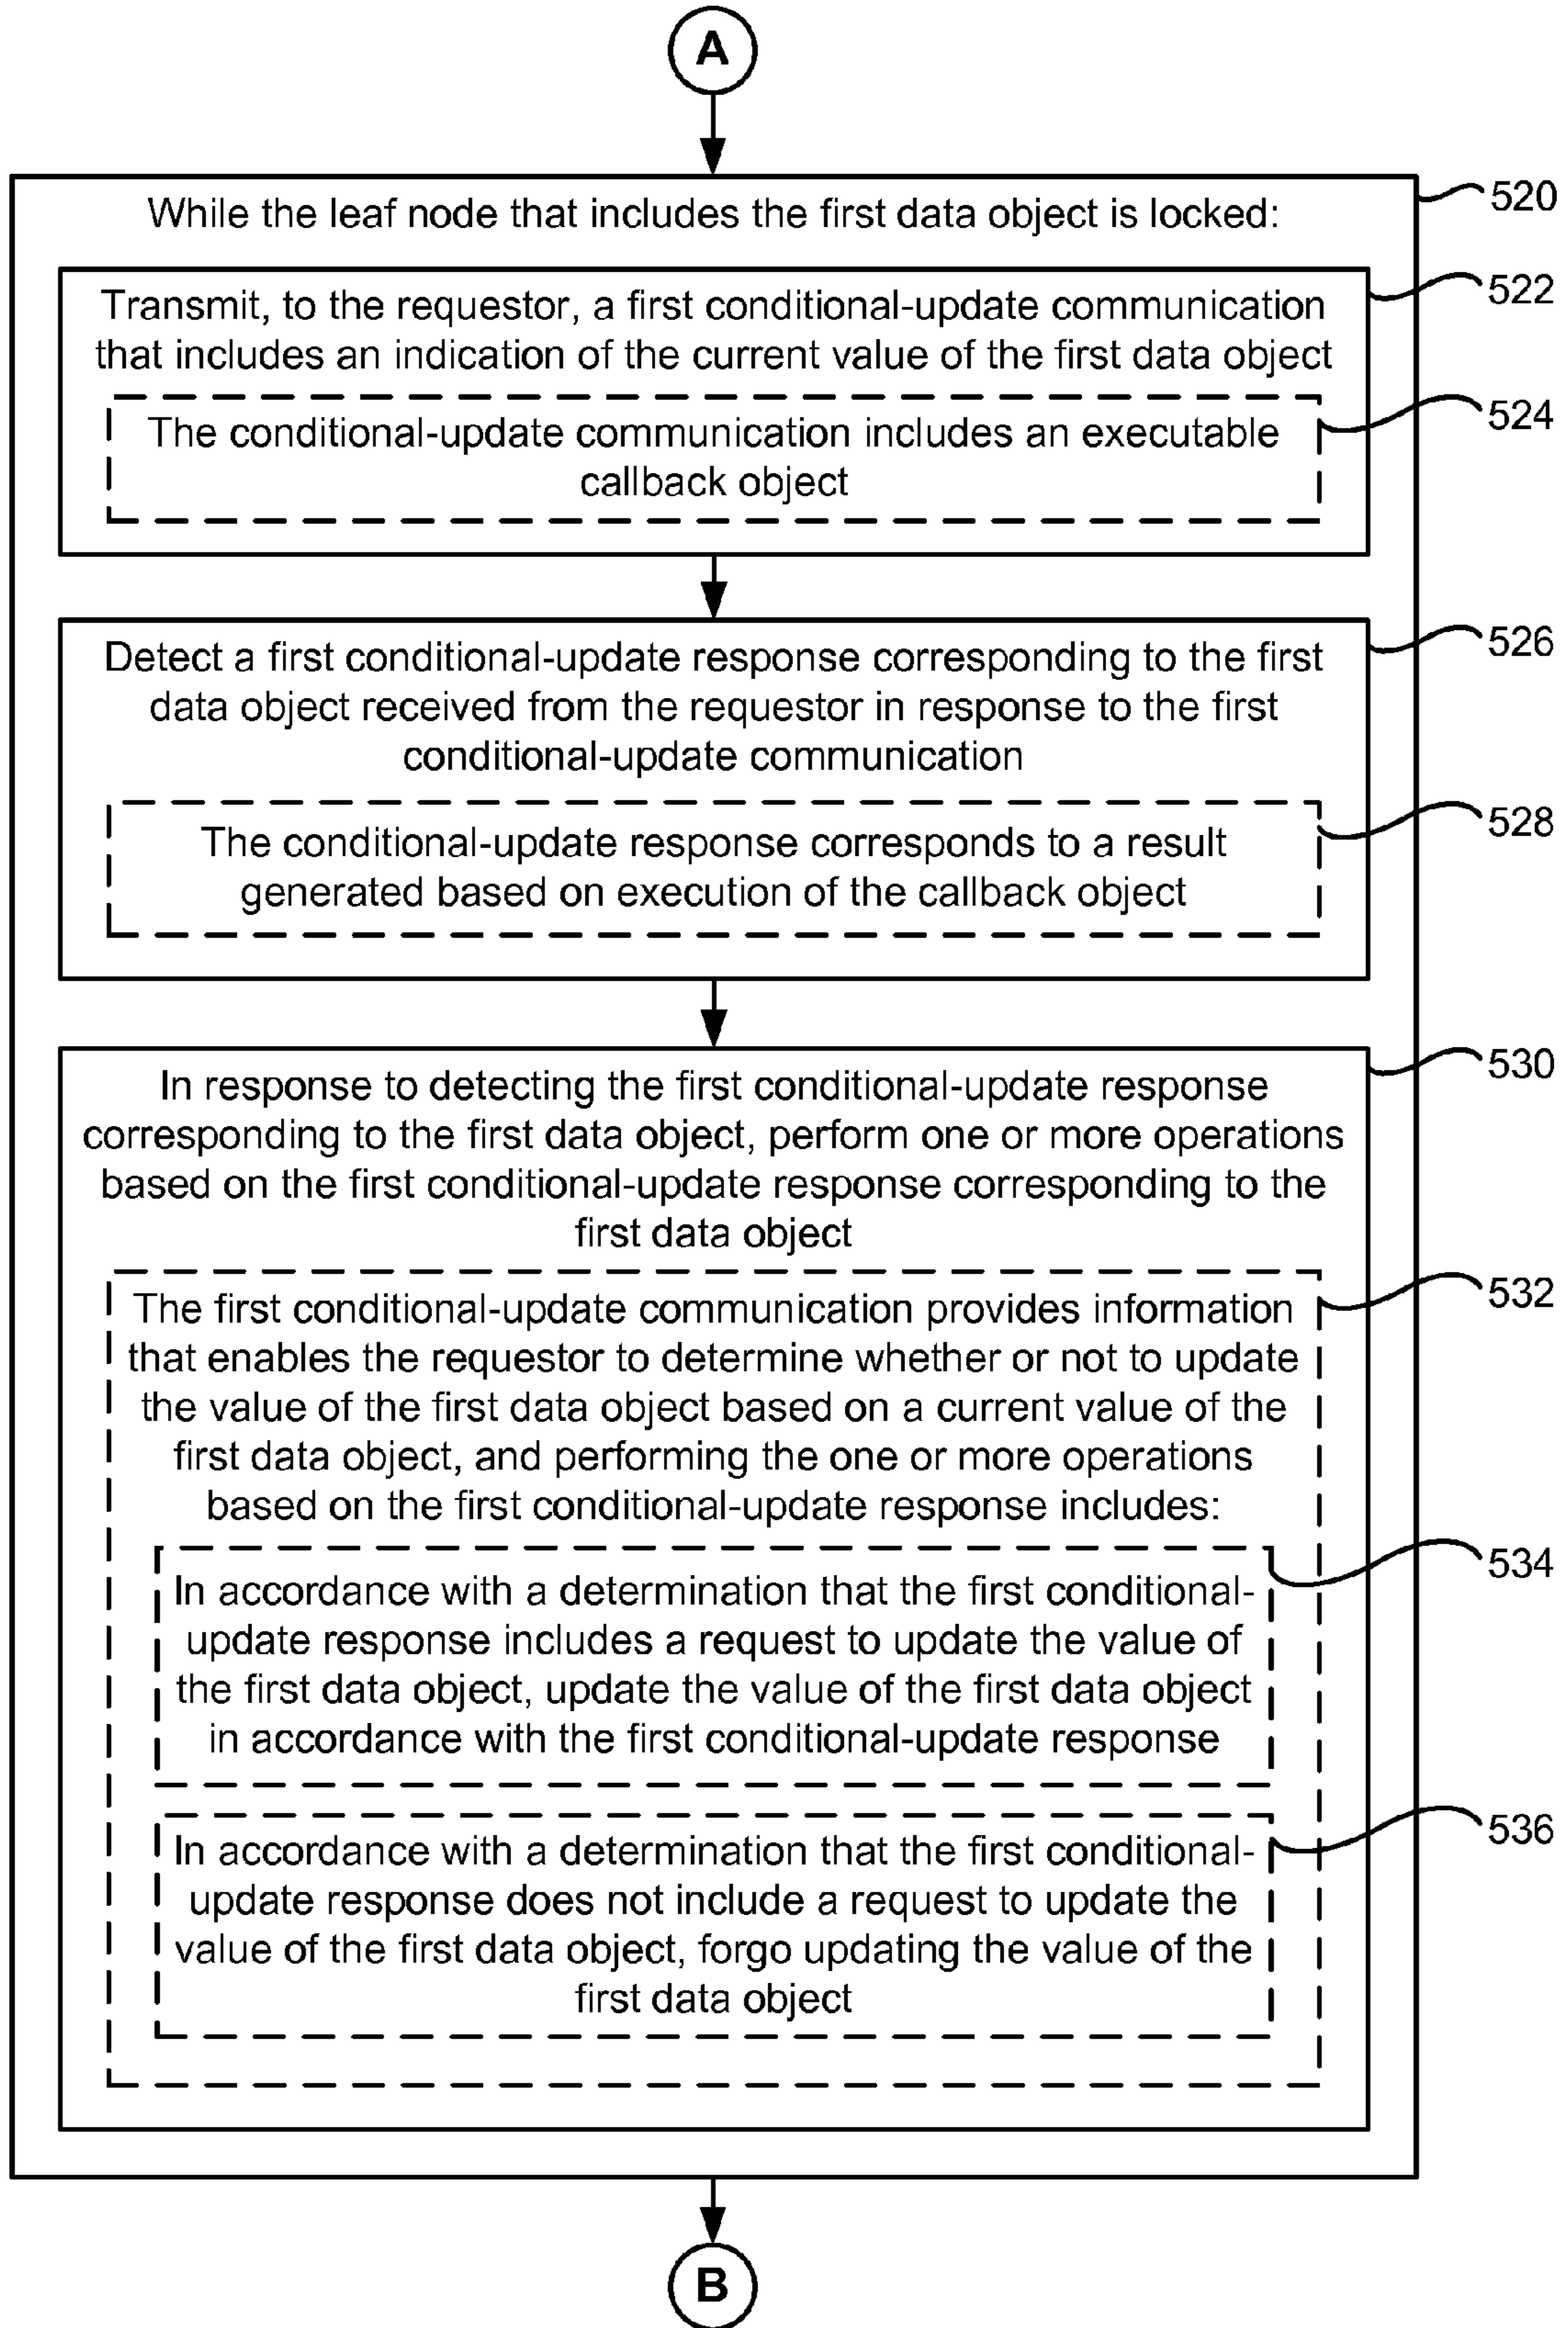 A
While the leaf node that includes the first data object is locked:
520
Transmit, to the requestor, a first conditional-update communication
that includes an indication of the current value of the first data object
522
The conditional-update communication includes an executable
callback object
524
Detect a first conditional-update response corresponding to the first
data object received from the requestor in response to the first
conditional-update communication
526
The conditional-update response corresponds to a result
generated based on execution of the callback object
528
In response to detecting the first conditional-update response
corresponding to the first data object, perform one or more operations
based on the first conditional-update response corresponding to the
first data object
530
The first conditional-update communication provides information
that enables the requestor to determine whether or not to update
the value of the first data object based on a current value of the
first data object, and performing the one or more operations
based on the first conditional-update response includes:
532
In accordance with a determination that the first conditional-
update response includes a request to update the value of
the first data object, update the value of the first data object
in accordance with the first conditional-update response
534
In accordance with a determination that the first conditional-
update response does not include a request to update the
value of the first data object, forgo updating the value of the
first data object
536
B